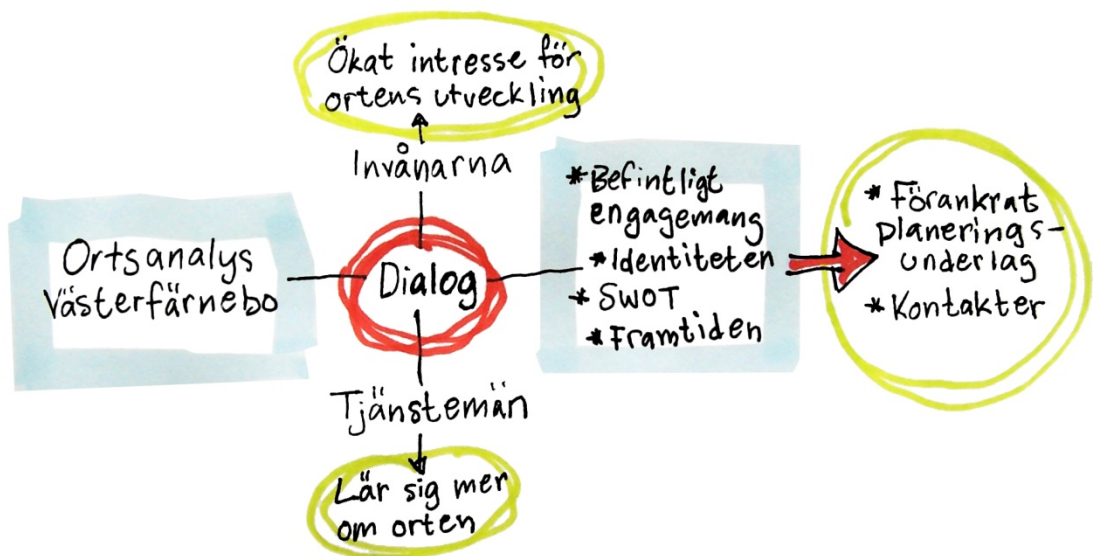 Ökat intresse för
ortens utveckling
Invånarna
Ortsanalys
Västerfärnebo
Dialog
* Befintligt
engagemang
* Identiteten
* SWOT
* Framtiden
* Förankrat
planerings-
underlag
* Kontakter
Tjänstemän
Lär sig mer
om orten